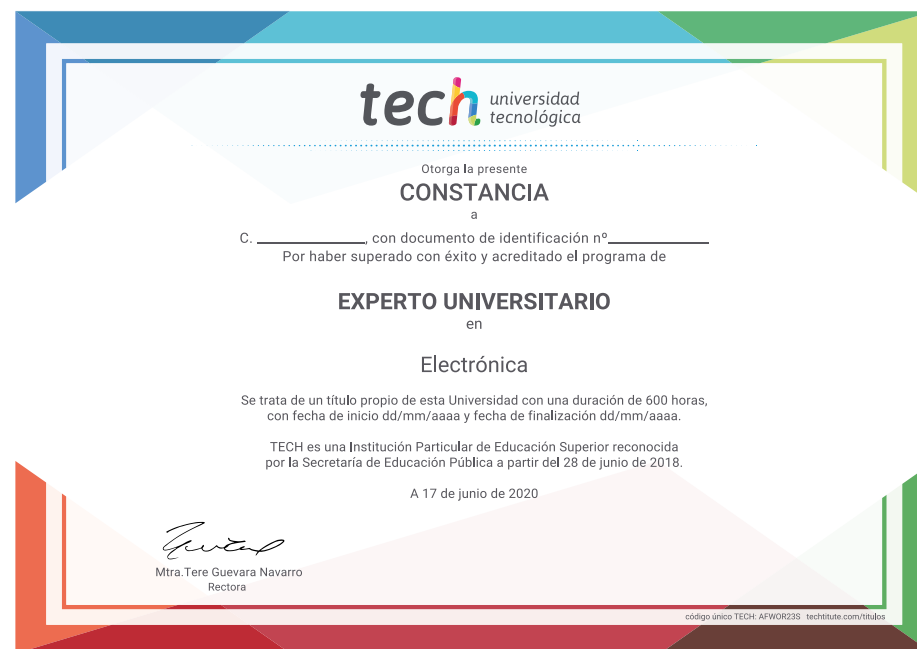 tech universidad
tecnológica
Otorga la presente
CONSTANCIA
a
C. ____________, con documento de identificación nº____________
Por haber superado con éxito y acreditado el programa de
EXPERTO UNIVERSITARIO
en
Electrónica
Se trata de un título propio de esta Universidad con una duración de 600 horas,
con fecha de inicio dd/mm/aaaa y fecha de finalización dd/mm/aaaa.
TECH es una Institución Particular de Educación Superior reconocida
por la Secretaría de Educación Pública a partir del 28 de junio de 2018.
A 17 de junio de 2020
Mtra.Tere Guevara Navarro
Rectora
código único TECH: AFWOR23S techtitute.com/titulos